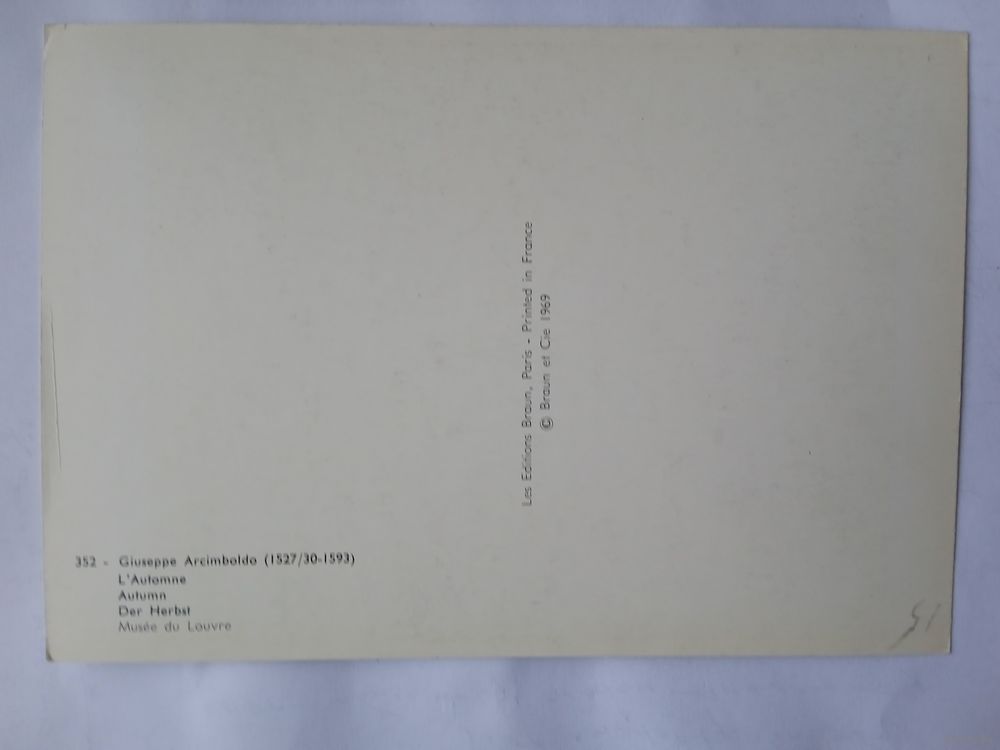 352 - Giuseppe Arcimboldo (1527/30-1593)
L'Automne
Autumn
Der Herbst
Musée du Louvre
Les Editions Braun, Paris - Printed in France
© Braun et Cie 1969